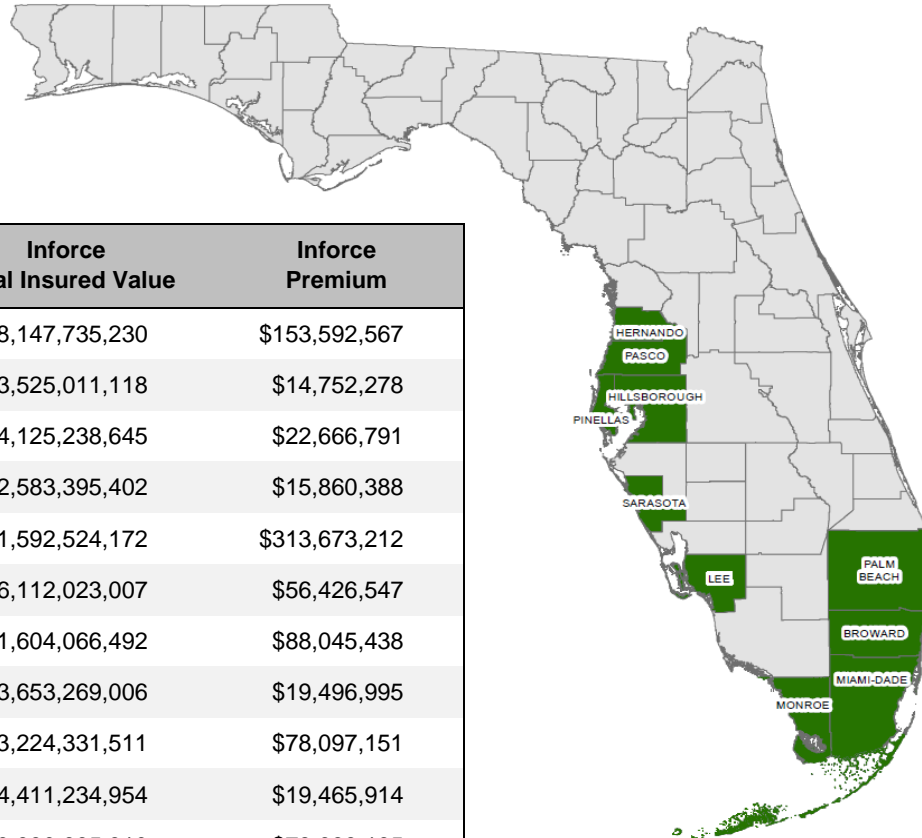 Inforce Inforce
al Insured Value Premium
8,147,735,230 $153,592,567
3,525,011,118 $14,752,278
4,125,238,645 $22,666,791
2,583,395,402 $15,860,388
1,592,524,172 $313,673,212
6,112,023,007 $56,426,547
1,604,066,492 $88,045,438
3,653,269,006 $19,496,995
3,224,331,511 $78,097,151
4,411,234,954 $19,465,914
HERNANDO
PASCO
HILLSBOROUGH
PINELLAS
SARASOTA
LEE
PALM
BEACH
BROWARD
MIAMI-DADE
MONROE